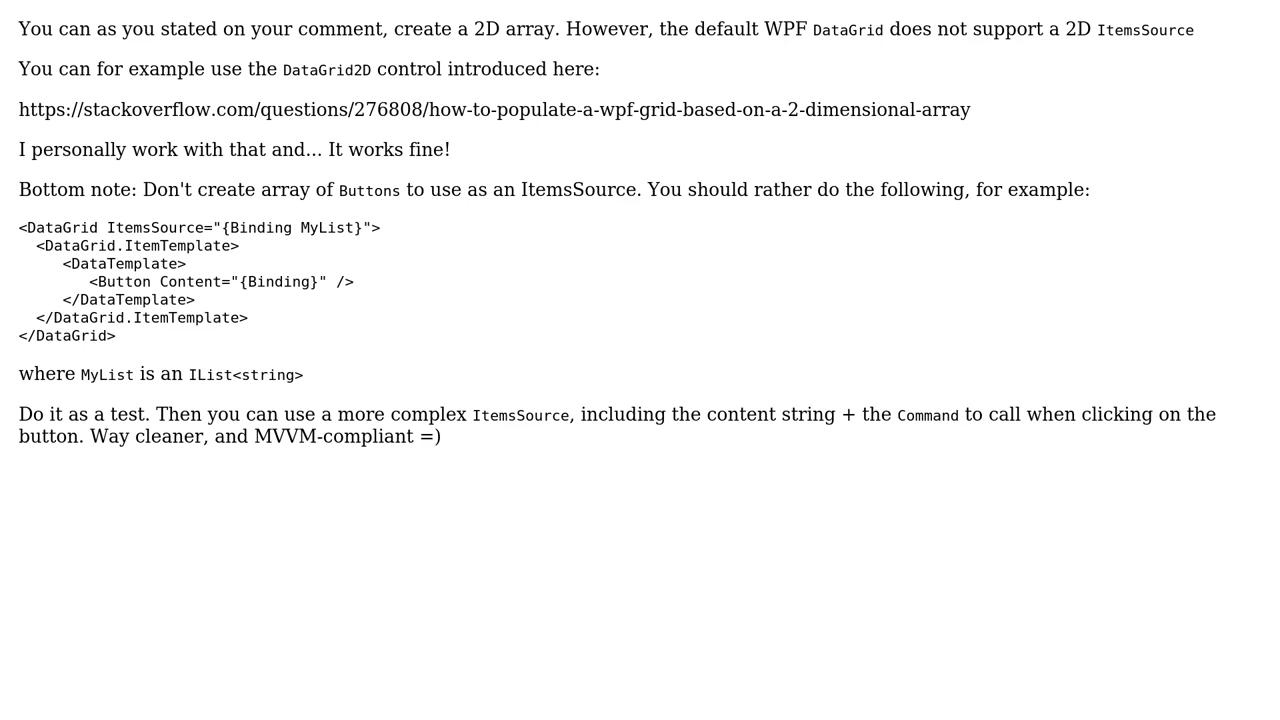 You can as you stated on your comment, create a 2D array. However, the default WPF DataGrid does not support a 2D ItemsSource
You can for example use the DataGrid2D control introduced here:
https://stackoverflow.com/questions/276808/how-to-populate-a-wpf-grid-based-on-a-2-dimensional-array
I personally work with that and... It works fine!
Bottom note: Don't create array of Buttons to use as an ItemsSource. You should rather do the following, for example:
<DataGrid ItemsSource="{Binding MyList}">
  <DataGrid.ItemTemplate>
     <DataTemplate>
        <Button Content="{Binding}" />
     </DataTemplate>
  </DataGrid.ItemTemplate>
</DataGrid>
where MyList is an IList<string>
Do it as a test. Then you can use a more complex ItemsSource, including the content string + the Command to call when clicking on the
button. Way cleaner, and MVVM-compliant =)